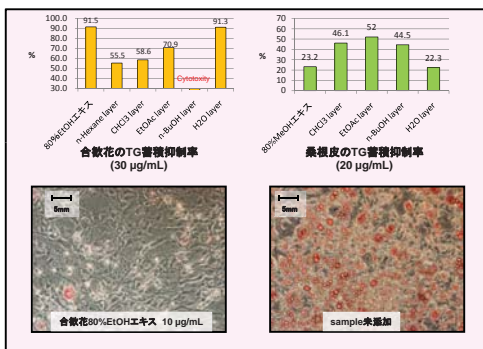 91.5
91.3
100.0
90.0
80.0
70.0
60.0
50.0
40.0
30.0
%
55.5
58.6
70.9
Cytotoxity
80%EtOHエキス
n-Hexane layer
CHCl3 layer
EtOAc layer
n-BuOH layer
H2O layer
合歓花のTG蓄積抑制率
(30 µg/mL)
70
60
50
40
30
20
10
0
%
23.2
46.1
52
44.5
22.3
80%MeOHエキス
CHCl3 layer
EtOAc layer
n-BuOH layer
H2O layer
桑根皮のTG蓄積抑制率
(20 µg/mL)
5mm
合歓花80%EtOHエキス 10 µg/mL
5mm
sample未添加